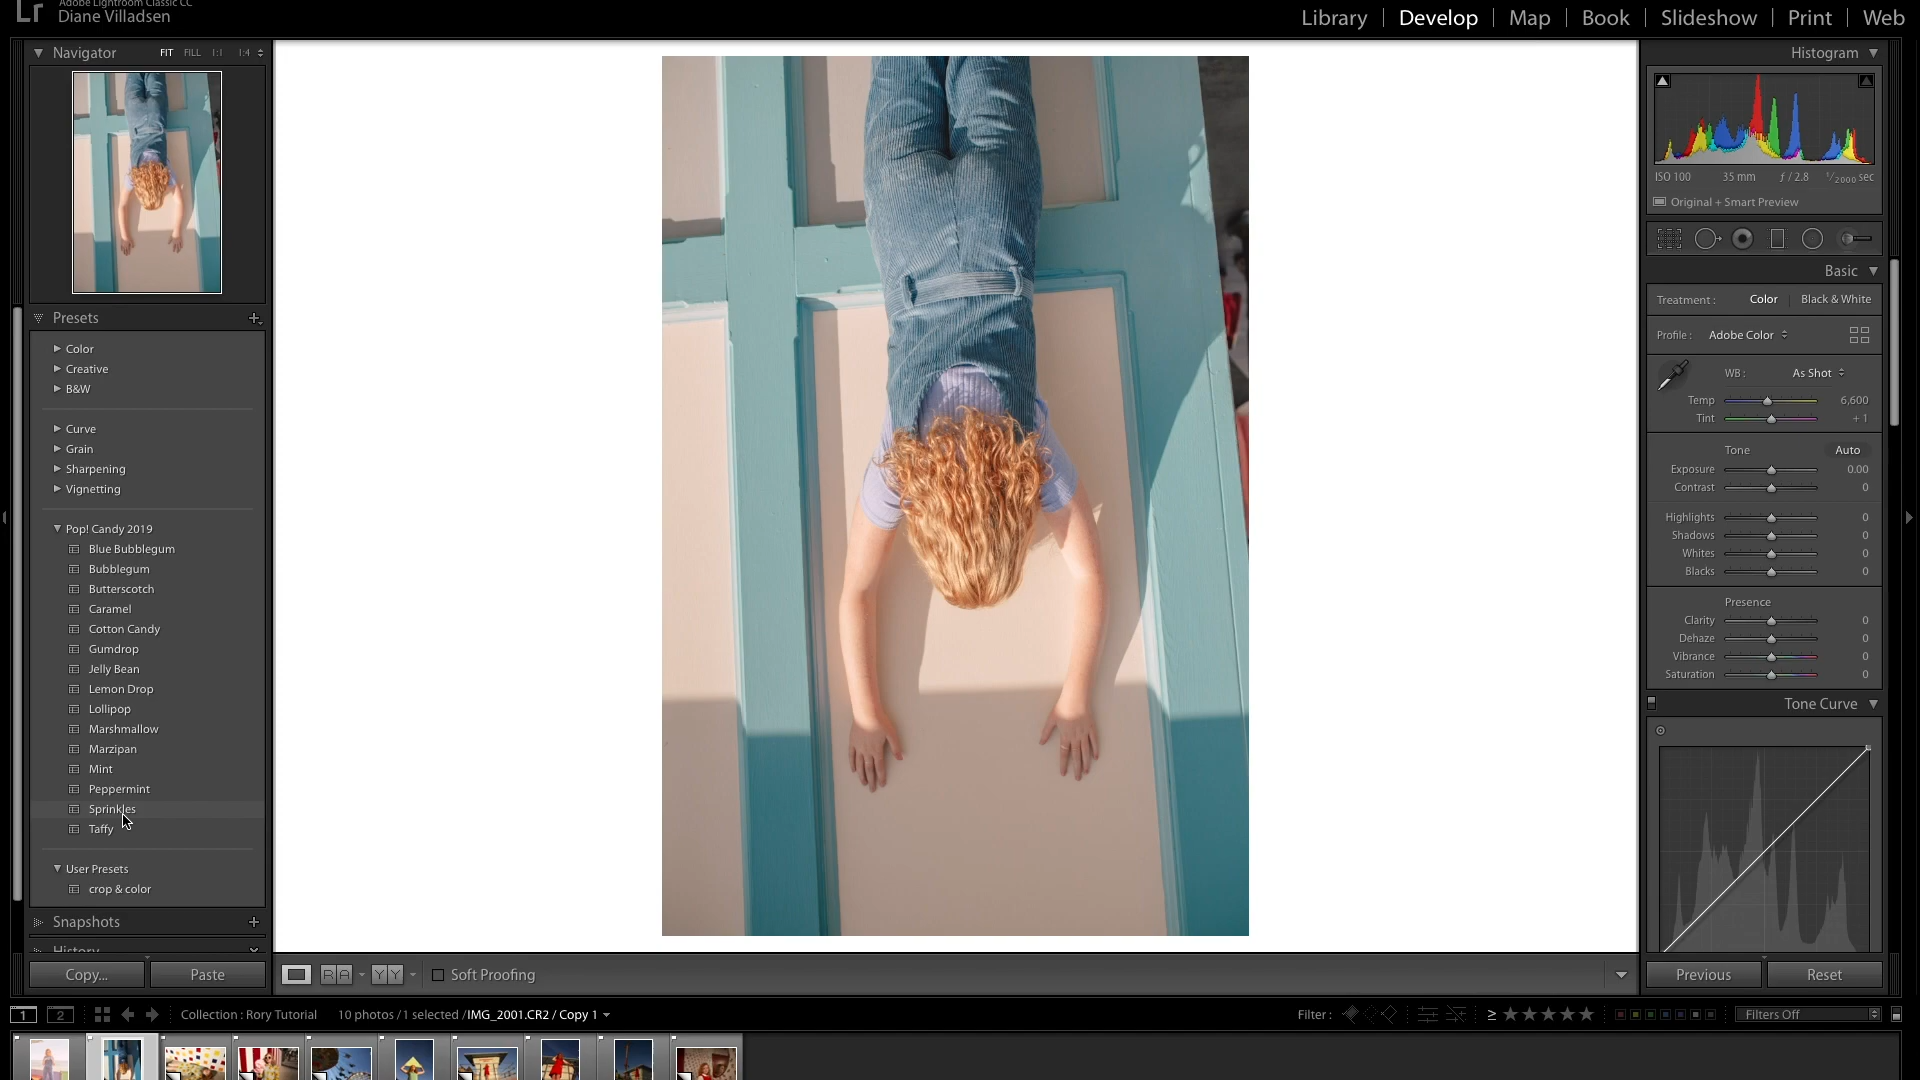 Lr
Adobe Lightroom Classic CC
Diane Villadsen
Library | Develop | Map | Book | Slideshow | Print | Web
Navigator FIT FILL 1:1 1:4
Presets
Color
Creative
B&W
Curve
Grain
Sharpening
Vignetting
Pop! Candy 2019
Blue Bubblegum
Bubblegum
Butterscotch
Caramel
Cotton Candy
Gumdrop
Jelly Bean
Lemon Drop
Lollipop
Marshmallow
Marzipan
Mint
Peppermint
Sprinkles
Taffy
User Presets
crop & color
Snapshots
History
Copy... Paste
RA YY Soft Proofing
Histogram
ISO 100 35 mm ƒ / 2.8 1/2000 sec
Original + Smart Preview
Basic
Treatment : Color | Black & White
Profile : Adobe Color
WB : As Shot
Temp 6,600
Tint + 1
Tone Auto
Exposure 0.00
Contrast 0
Highlights 0
Shadows 0
Whites 0
Blacks 0
Presence
Clarity 0
Dehaze 0
Vibrance 0
Saturation 0
Tone Curve
Previous Reset
1 2 Collection : Rory Tutorial 10 photos / 1 selected / IMG_2001.CR2 / Copy 1 Filter : ≥ ★★★★★ Filters Off